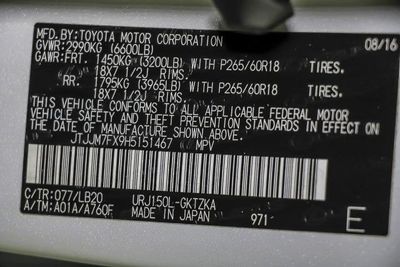 MFD.BY: TOYOTA MOTOR CORPORATION 08/16
GVWR: 2990KG (6600LB)
GAWR: FRT. 1450KG (3200LB) WITH P265/60R18 TIRES.
18X7 1/2J RIMS.
RR. 1795KG (3965LB) WITH P265/60R18 TIRES.
18X7 1/2J RIMS.
THIS VEHICLE CONFORMS TO ALL APPLICABLE FEDERAL MOTOR
VEHICLE SAFETY AND THEFT PREVENTION STANDARDS IN EFFECT ON
THE DATE OF MANUFACTURE SHOWN ABOVE.
JTJJM7FX9H5151467 MPV
C/TR: 077/LB20 URJ150L-GKTZKA
A/TM: A01A/A760F MADE IN JAPAN 971 E